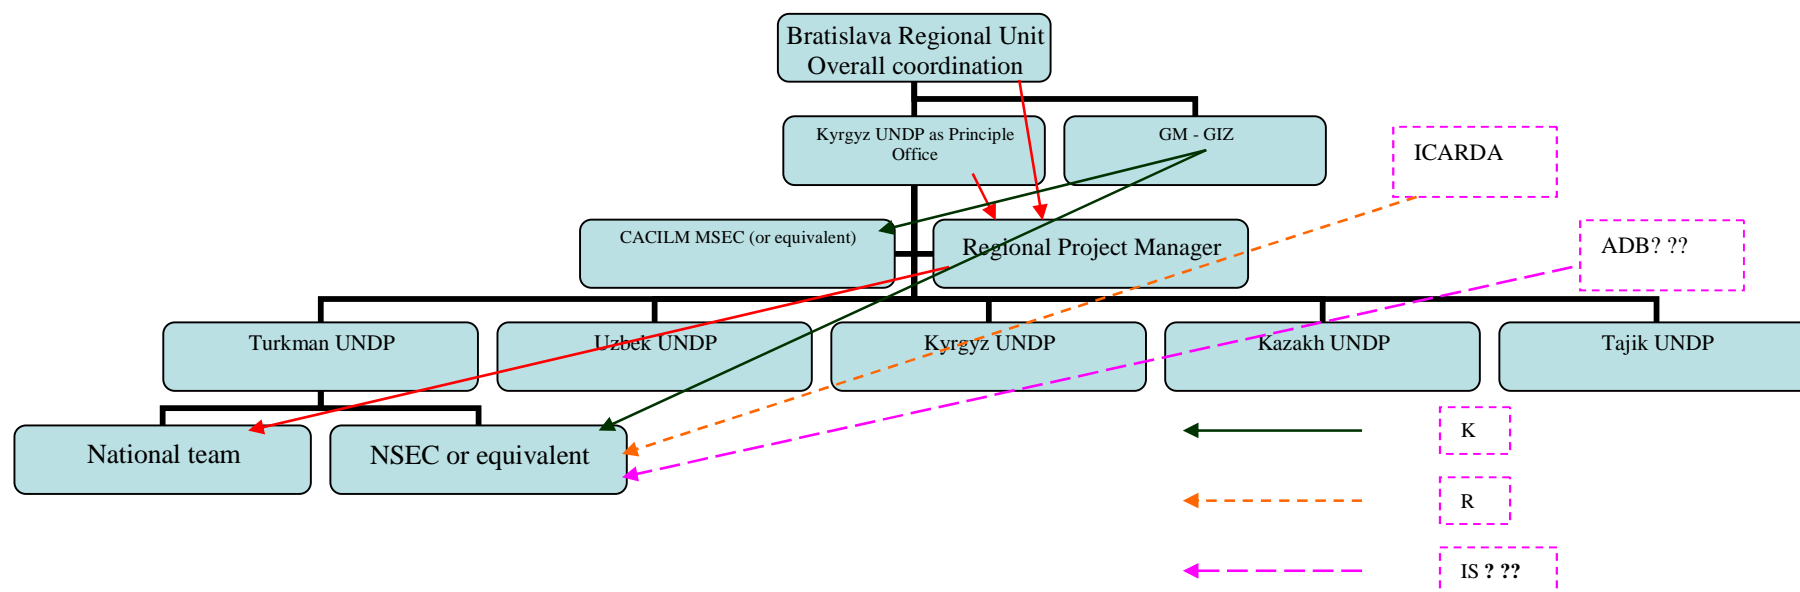 Bratislava Regional Unit
Overall coordination
Kyrgyz UNDP as Principle
Office
GM - GIZ
ICARDA
CACILM MSEC (or equivalent)
Regional Project Manager
ADB? ??
Turkman UNDP
Uzbek UNDP
Kyrgyz UNDP
Kazakh UNDP
Tajik UNDP
National team
NSEC or equivalent
K
R
IS ? ??